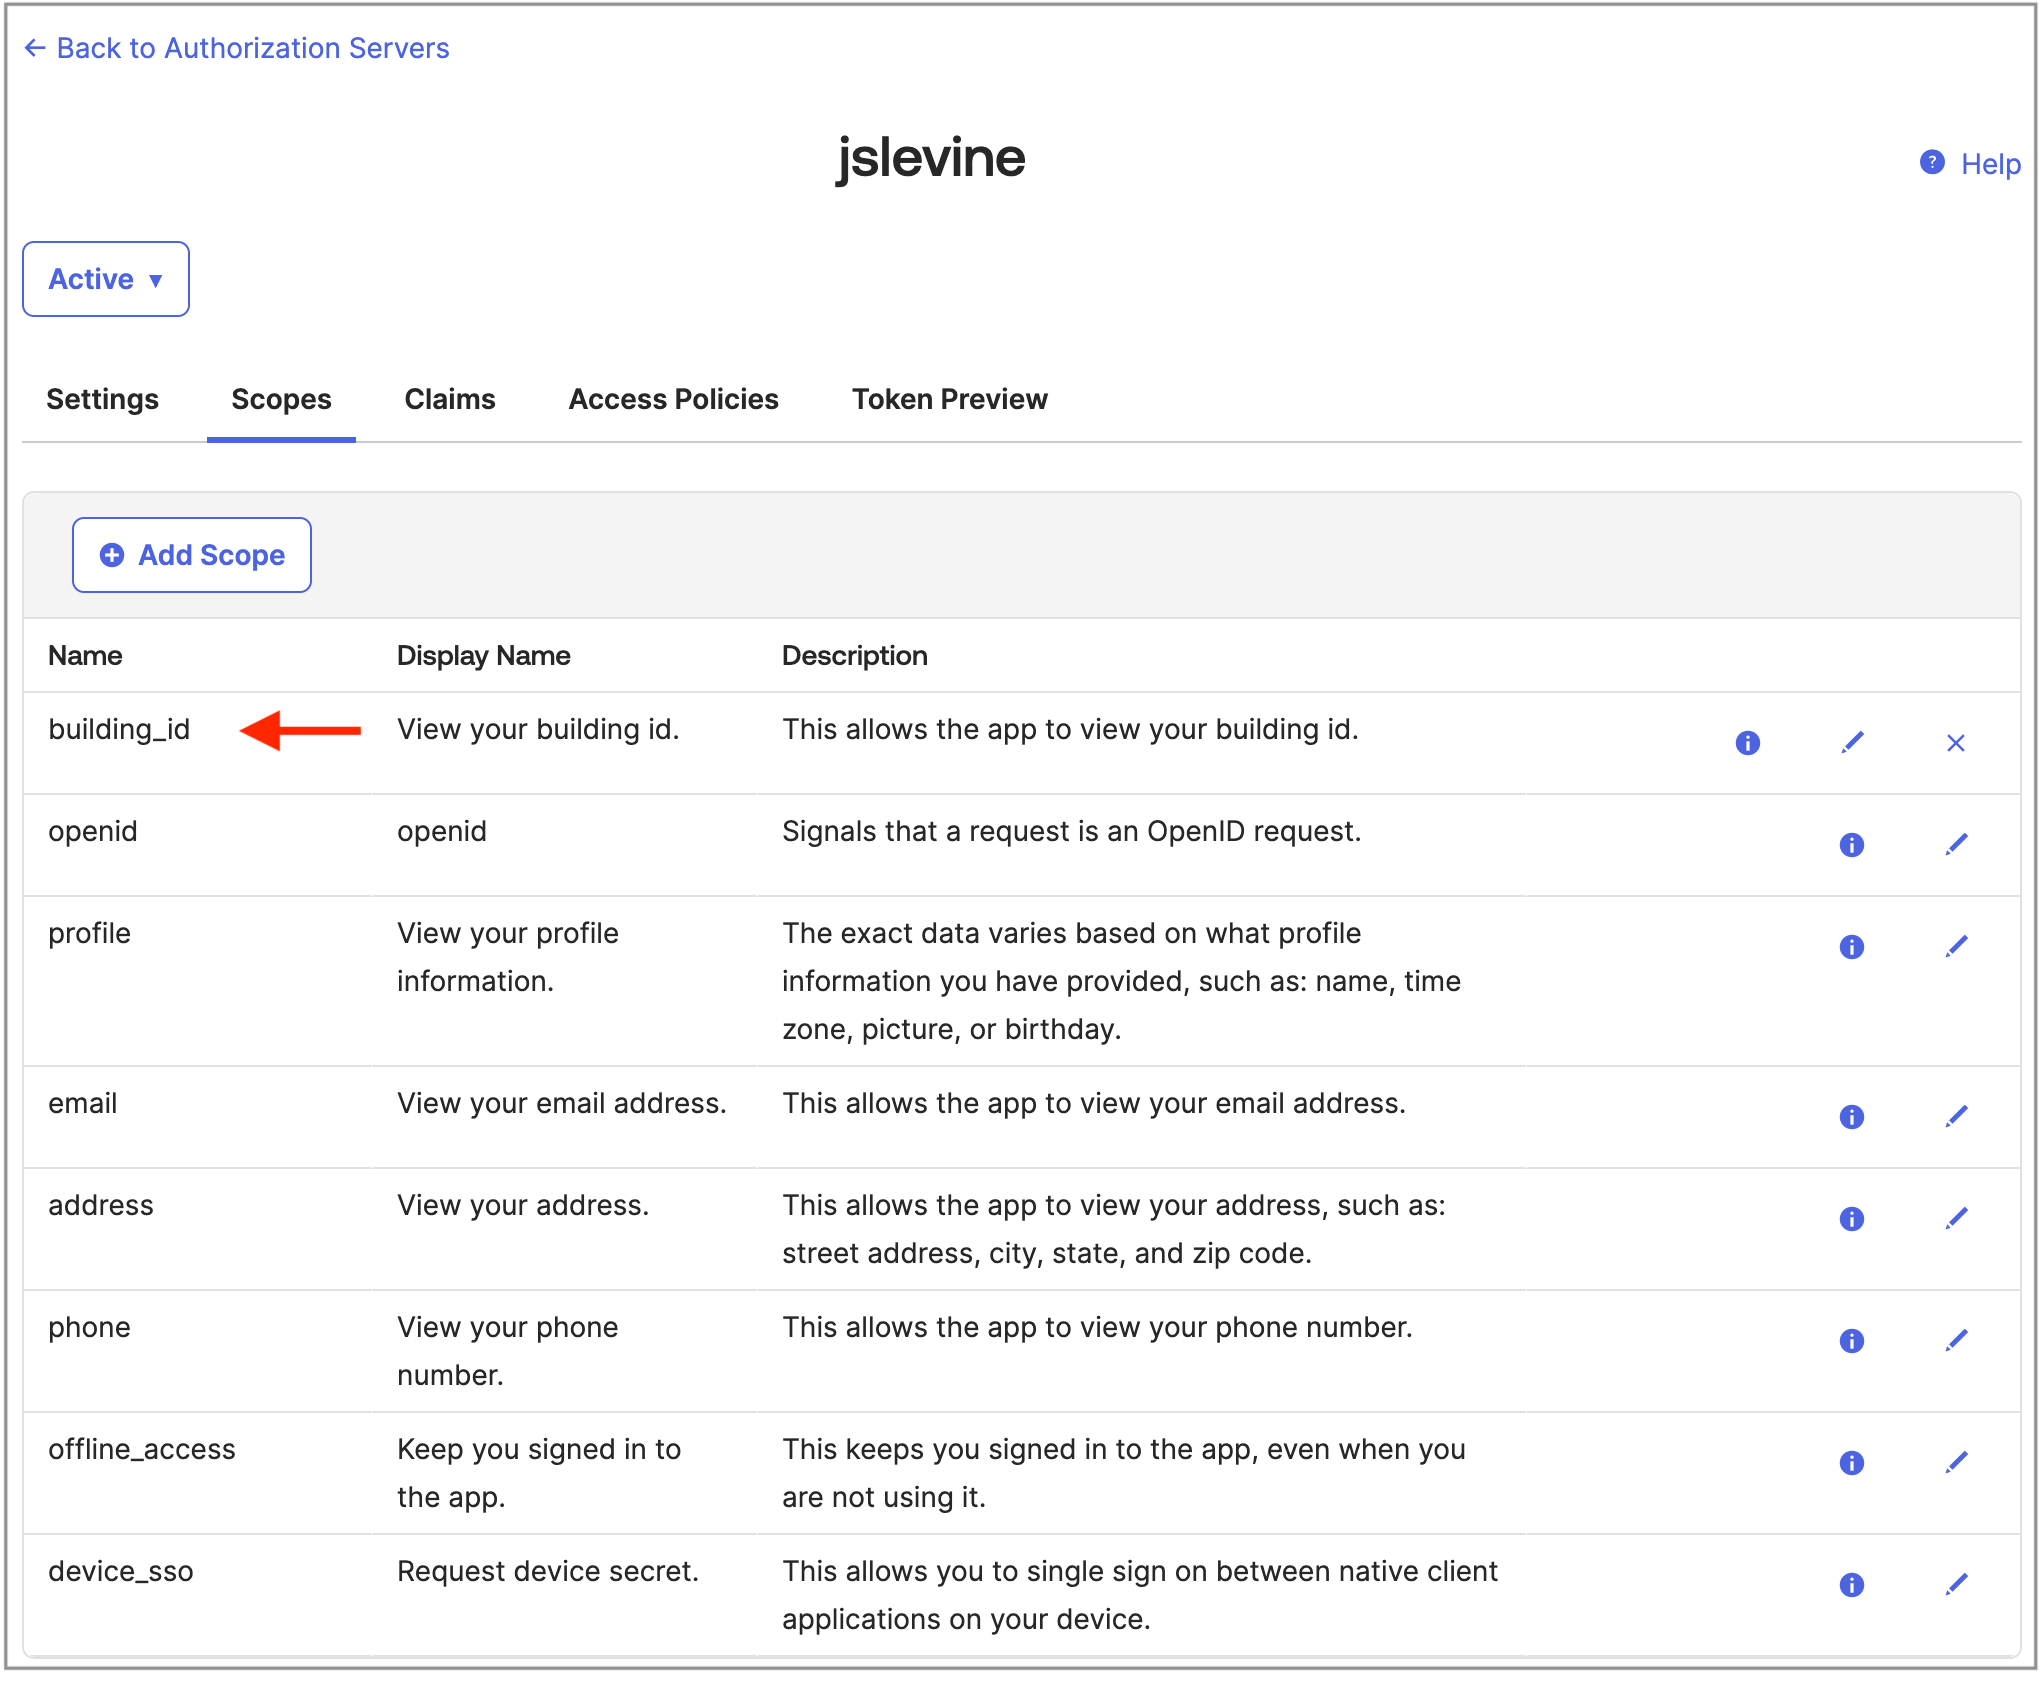 ← Back to Authorization Servers
jslevine
Help
Active ▼
Settings Scopes Claims Access Policies Token Preview
Add Scope
Name Display Name Description
building_id View your building id. This allows the app to view your building id.
openid openid Signals that a request is an OpenID request.
profile View your profile The exact data varies based on what profile
information. information you have provided, such as: name, time
zone, picture, or birthday.
email View your email address. This allows the app to view your email address.
address View your address. This allows the app to view your address, such as:
street address, city, state, and zip code.
phone View your phone This allows the app to view your phone number.
number.
offline_access Keep you signed in to This keeps you signed in to the app, even when you
the app. are not using it.
device_sso Request device secret. This allows you to single sign on between native client
applications on your device.